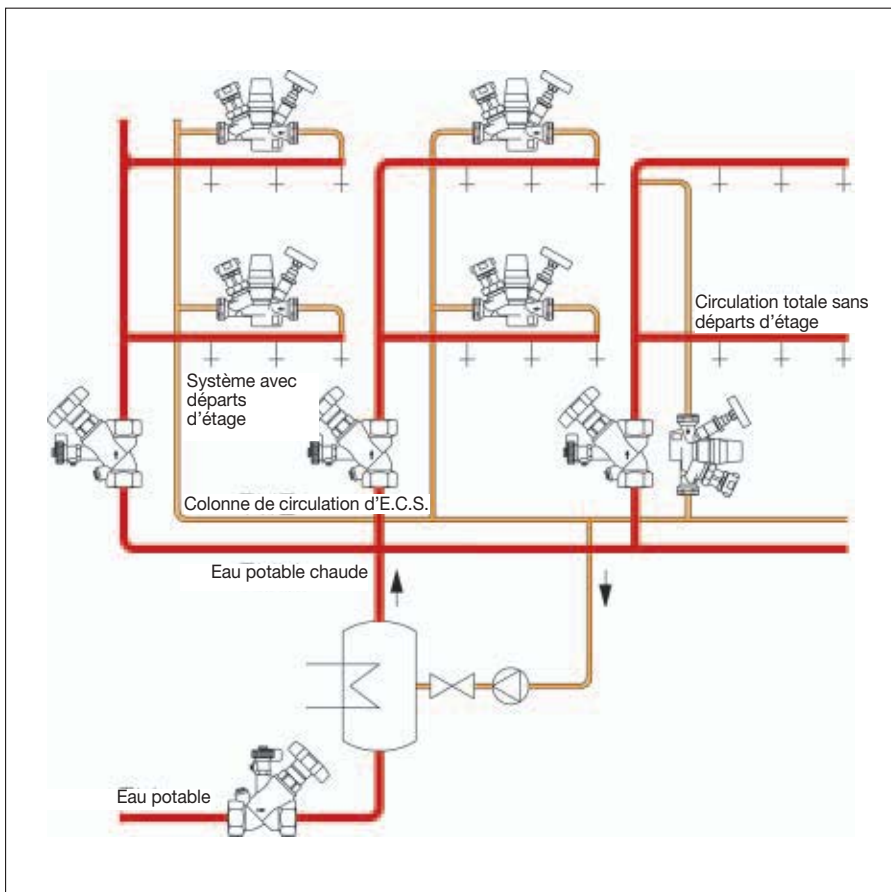 Circulation totale sans
départs d'étage
Système avec
départs
d'étage
Colonne de circulation d'E.C.S.
Eau potable chaude
Eau potable